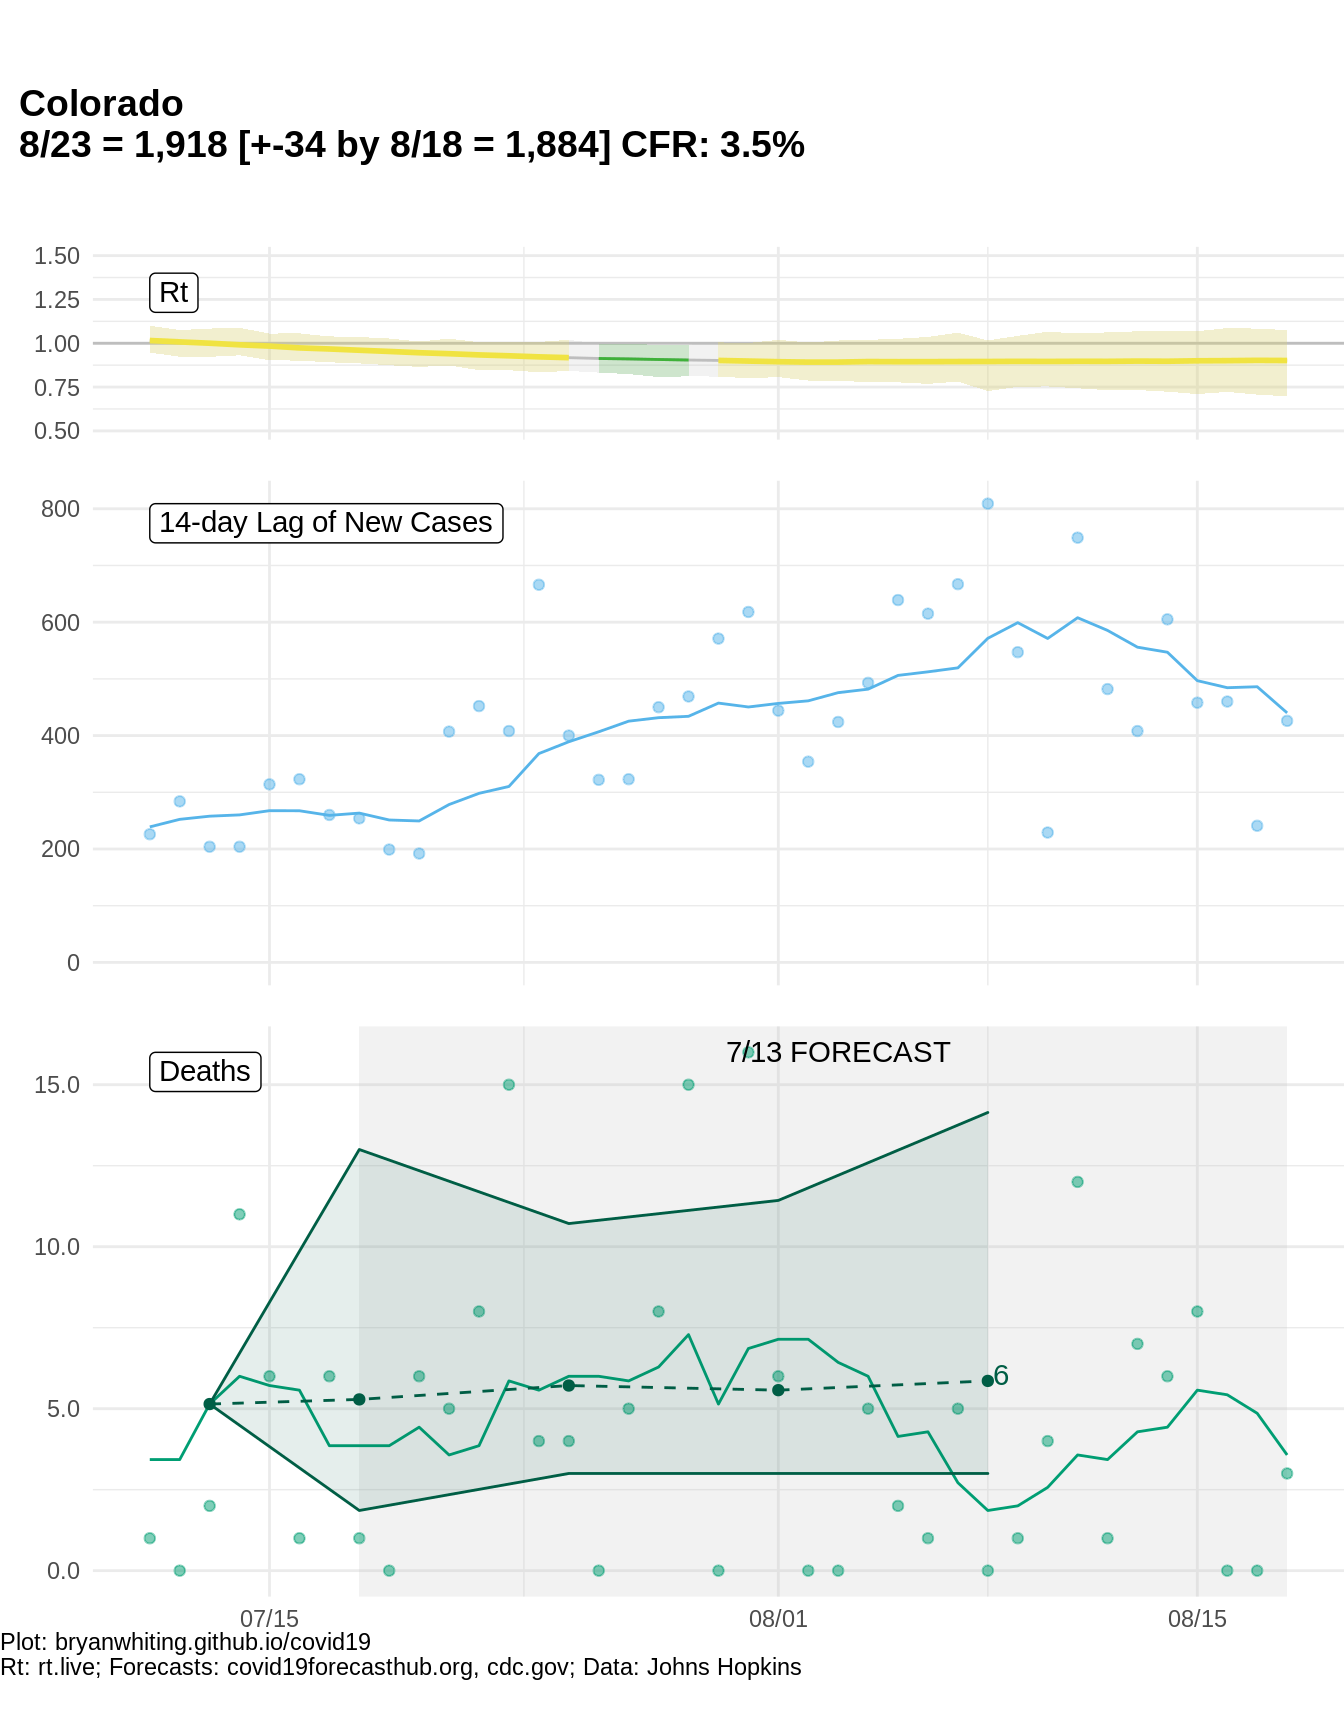 Colorado
8/23 = 1,918 [+-34 by 8/18 = 1,884] CFR: 3.5%
1.50
Rt
1.25
1.00
0.75
0.50
800
14-day Lag of New Cases
600
400
200
0
7/13 FORECAST
Deaths
15.0
10.0
6
5.0
0.0
07/15 08/01 08/15
Plot: bryanwhiting.github.io/covid19
Rt: rt.live; Forecasts: covid19forecasthub.org, cdc.gov; Data: Johns Hopkins